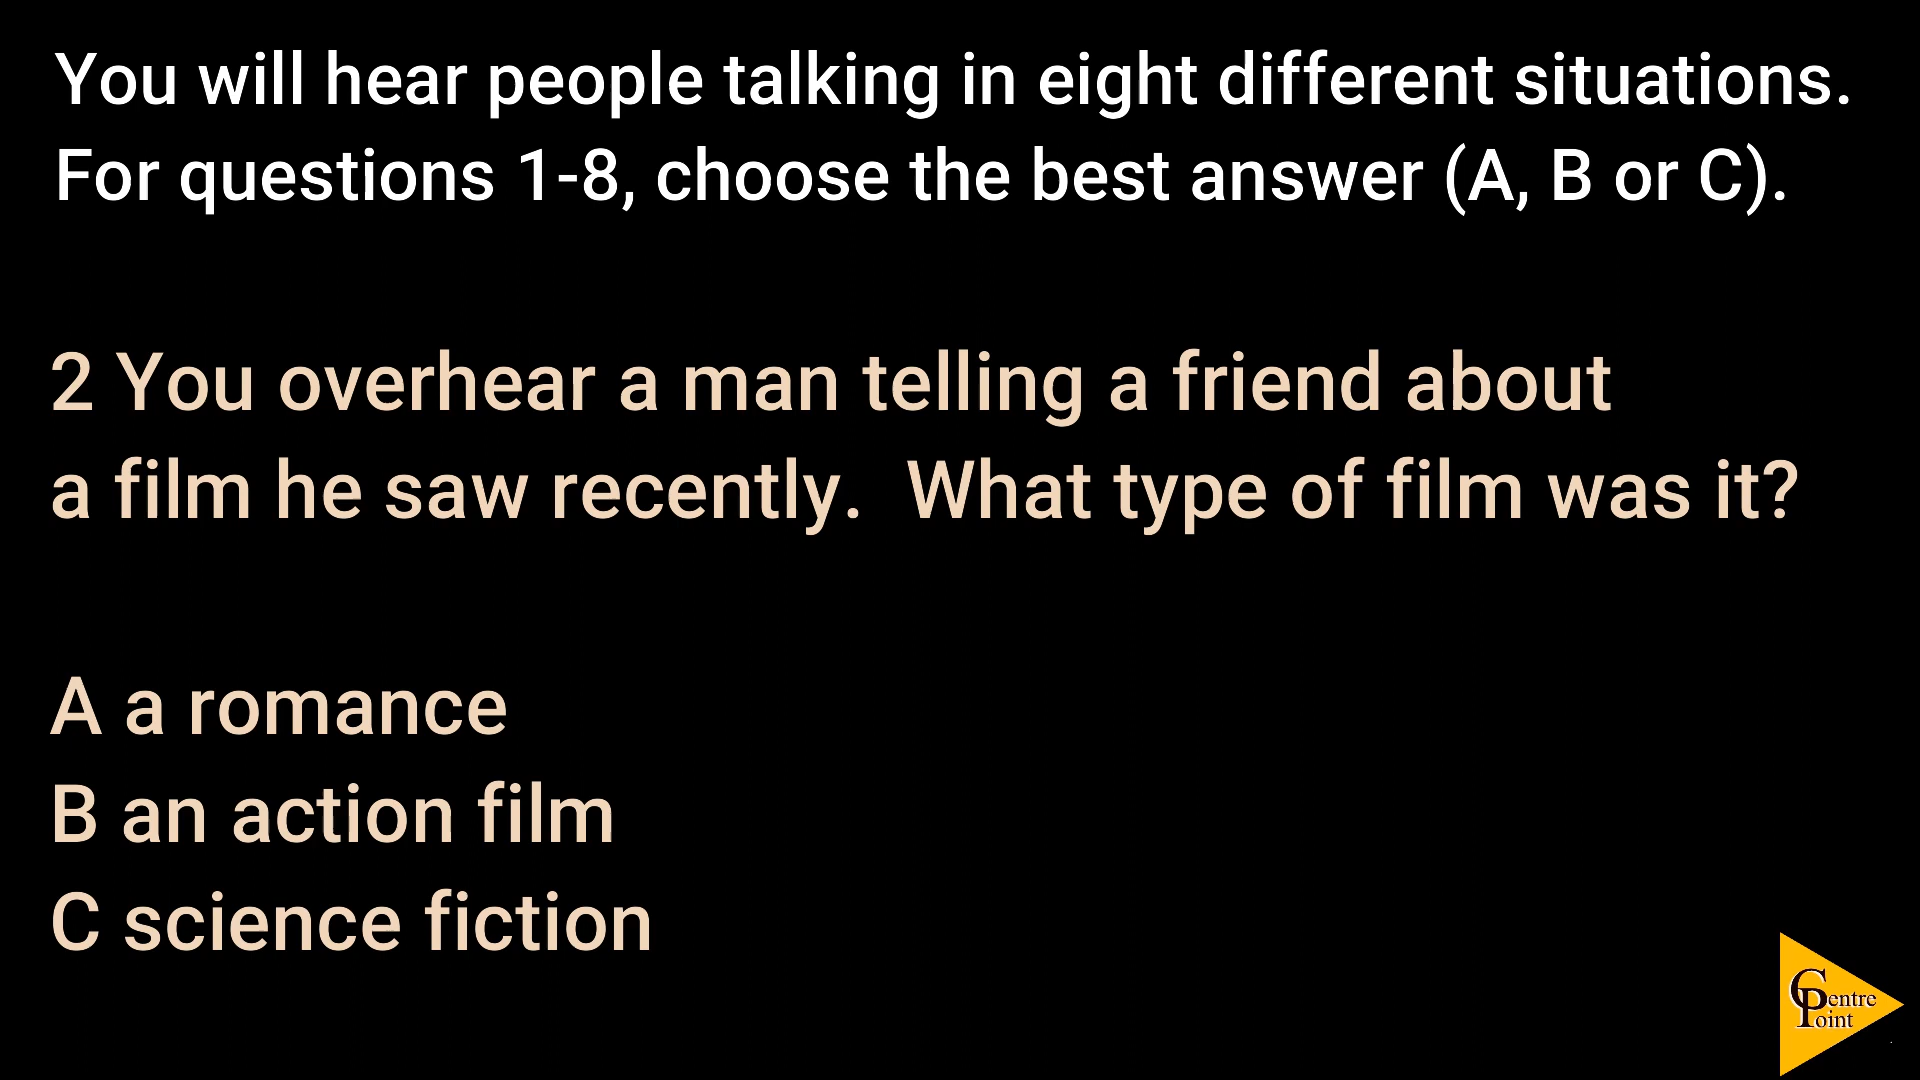 You will hear people talking in eight different situations.
For questions 1-8, choose the best answer (A, B or C).
2 You overhear a man telling a friend about
a film he saw recently.  What type of film was it?
A a romance
B an action film
C science fiction
Centre
Point